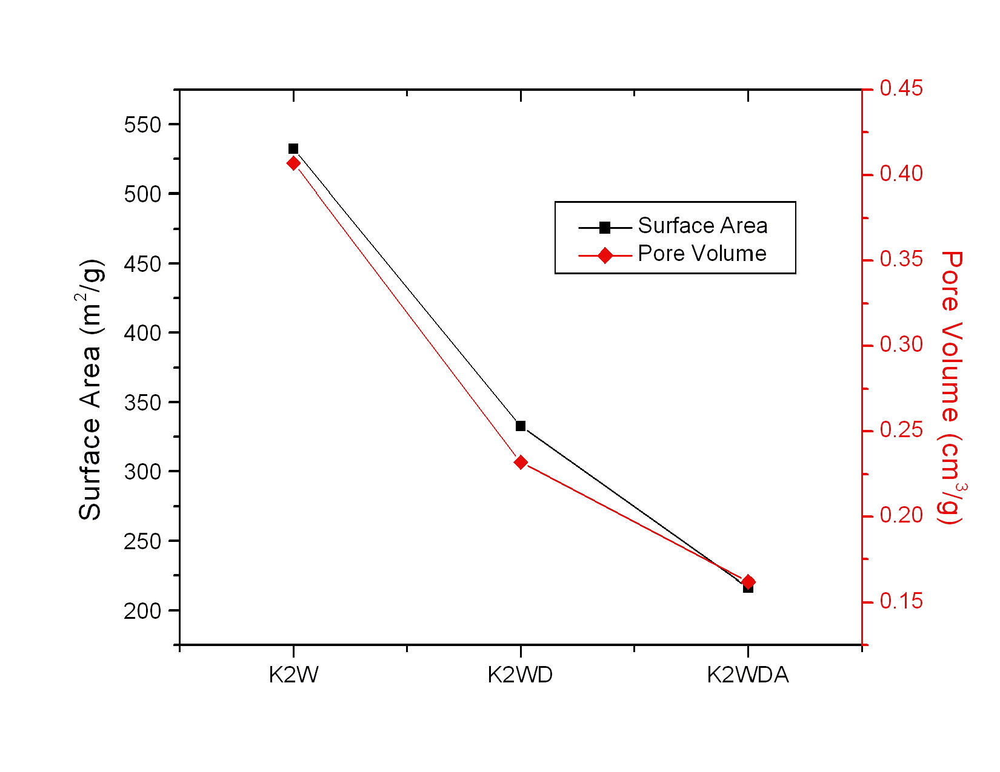 Surface Area (m²/g)
550
500
450
400
350
300
250
200
K2W
K2WD
K2WDA
Surface Area
Pore Volume
0.45
0.40
0.35
0.30
0.25
0.20
0.15
Pore Volume (cm³/g)